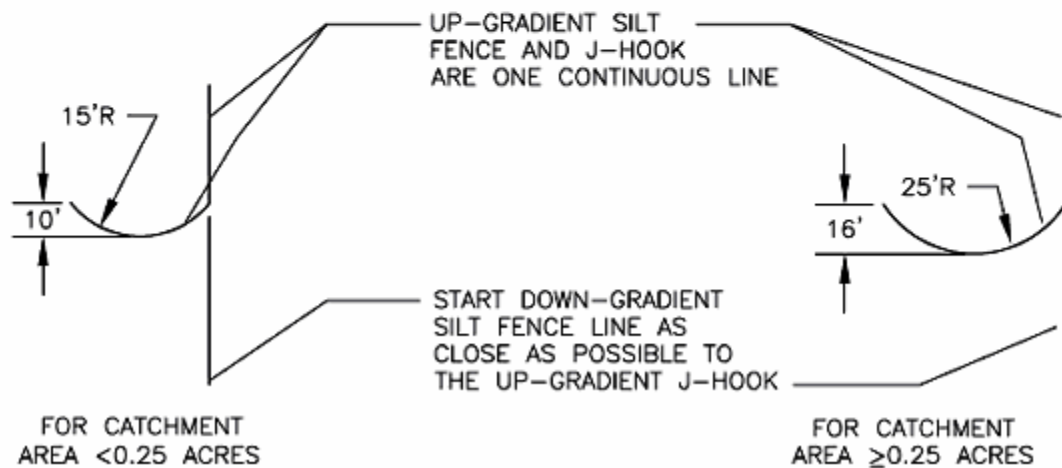 UP-GRADIENT SILT
FENCE AND J-HOOK
ARE ONE CONTINUOUS LINE
15'R
10'
25'R
16'
START DOWN-GRADIENT
SILT FENCE LINE AS
CLOSE AS POSSIBLE TO
THE UP-GRADIENT J-HOOK
FOR CATCHMENT
AREA <0.25 ACRES
FOR CATCHMENT
AREA ≥0.25 ACRES